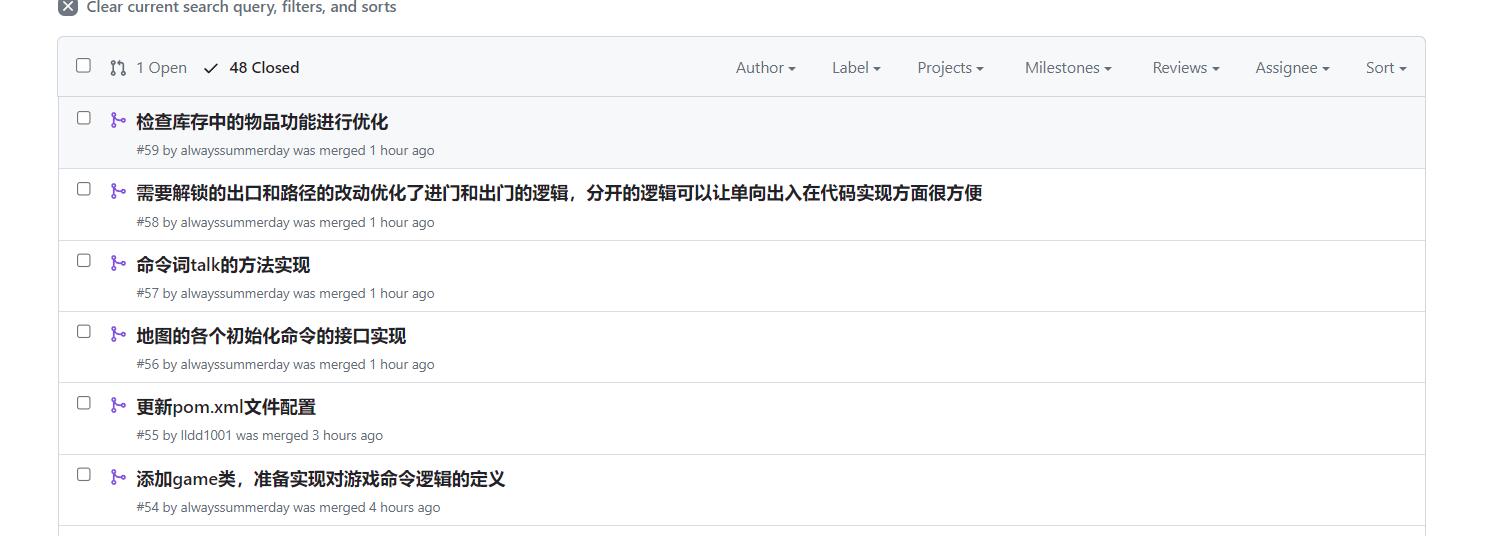 Clear current search query, filters, and sorts
1 Open 48 Closed Author Label Projects Milestones Reviews Assignee Sort
检查库存中的物品功能进行优化
#59 by alwayssummerday was merged 1 hour ago
需要解锁的出口和路径的改动优化了进门和出门的逻辑，分开的逻辑可以让单向出入在代码实现方面很方便
#58 by alwayssummerday was merged 1 hour ago
命令词talk的方法实现
#57 by alwayssummerday was merged 1 hour ago
地图的各个初始化命令的接口实现
#56 by alwayssummerday was merged 1 hour ago
更新pom.xml文件配置
#55 by lldd1001 was merged 3 hours ago
添加game类，准备实现对游戏命令逻辑的定义
#54 by alwayssummerday was merged 4 hours ago